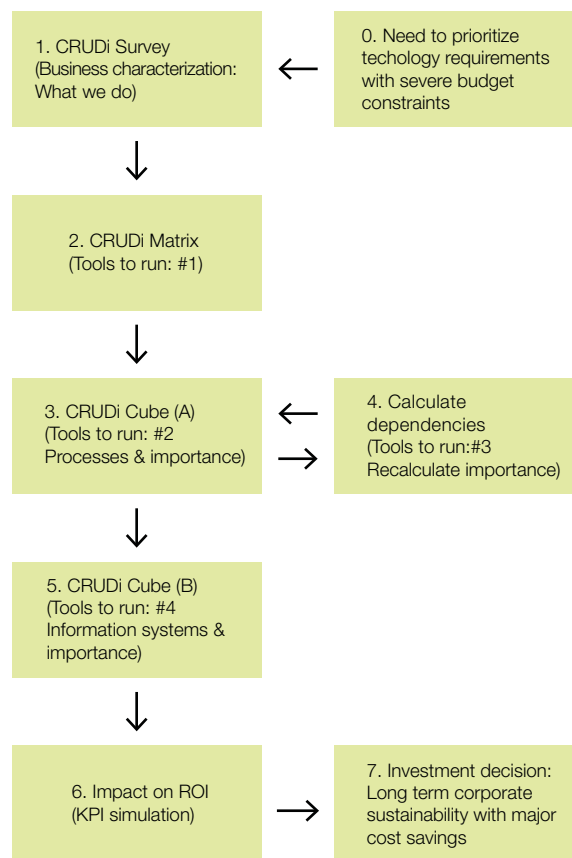 1. CRUDi Survey
(Business characterization:
What we do)
0. Need to prioritize
techology requirements
with severe budget
constraints
2. CRUDi Matrix
(Tools to run: #1)
3. CRUDi Cube (A)
(Tools to run: #2
Processes & importance)
4. Calculate
dependencies
(Tools to run:#3
Recalculate importance)
5. CRUDi Cube (B)
(Tools to run: #4
Information systems &
importance)
6. Impact on ROI
(KPI simulation)
7. Investment decision:
Long term corporate
sustainability with major
cost savings